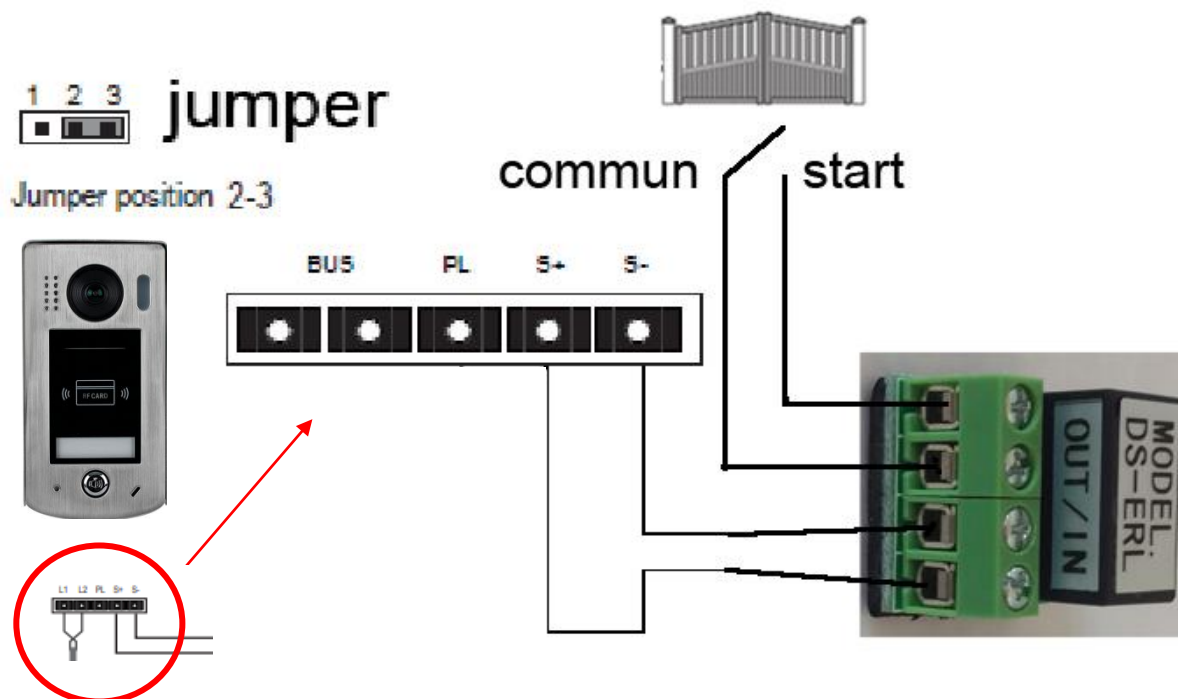 1 2 3
jumper
Jumper position 2-3
commun start
BUS PL S+ S-
RF CARD
L1 L2 PL S+ S-
MODEL:
DS-ERL
OUT/IN